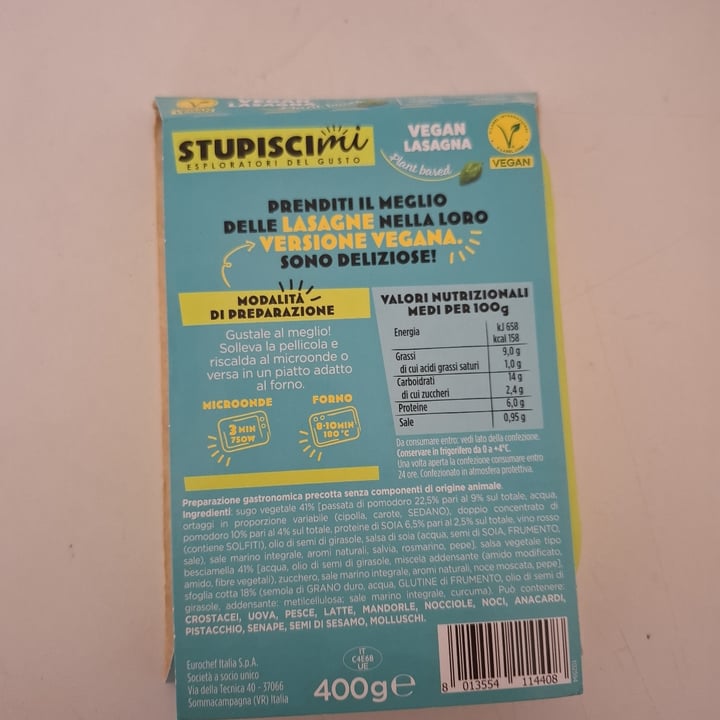 STUPISCIMi
ESPLORATORI DEL GUSTO
VEGAN
LASAGNA
Plant based
VEGAN
PRENDITI IL MEGLIO
DELLE LASAGNE NELLA LORO
VERSIONE VEGANA.
SONO DELIZIOSE!
MODALITÀ
DI PREPARAZIONE
Gustale al meglio!
Solleva la pellicola e
riscalda al microonde o
versa in un piatto adatto
al forno.
MICROONDE
3 MIN
750W
FORNO
8-10MIN
180°C
VALORI NUTRIZIONALI
MEDI PER 100g
Energia kJ 658
kcal 158
Grassi 9,0 g
di cui acidi grassi saturi 1,0 g
Carboidrati 14 g
di cui zuccheri 2,4 g
Proteine 6,0 g
Sale 0,95 g
Da consumare entro: vedi lato della confezione.
Conservare in frigorifero da 0 a +4°C.
Una volta aperta la confezione consumare entro
24 ore. Confezionato in atmosfera protettiva.
Preparazione gastronomica precotta senza componenti di origine animale.
Ingredienti: sugo vegetale 41% [passata di pomodoro 22,5% pari al 9% sul totale, acqua,
ortaggi in proporzione variabile (cipolla, carote, SEDANO), doppio concentrato di
pomodoro 10% pari al 4% sul totale, proteine di SOIA 6,5% pari al 2,5% sul totale, vino rosso
(contiene SOLFITI), olio di semi di girasole, salsa di soia (acqua, semi di SOIA, FRUMENTO,
sale), sale marino integrale, aromi naturali, salvia, rosmarino, pepe], salsa vegetale tipo
besciamella 41% [acqua, olio di semi di girasole, miscela addensante (amido modificato,
amido, fibre vegetali), zucchero, sale marino integrale, aromi naturali, noce moscata, pepe],
sfoglia cotta 18% (semola di GRANO duro, acqua, GLUTINE di FRUMENTO, olio di semi di
girasole, addensante: metilcellulosa; sale marino integrale, curcuma). Può contenere:
CROSTACEI, UOVA, PESCE, LATTE, MANDORLE, NOCCIOLE, NOCI, ANACARDI,
PISTACCHIO, SENAPE, SEMI DI SESAMO, MOLLUSCHI.
Eurochef Italia S.p.A.
Società a socio unico
Via della Tecnica 40 - 37066
Sommacampagna (VR) Italia
IT
C4E6B
UE
400g℮
8 013554 114408